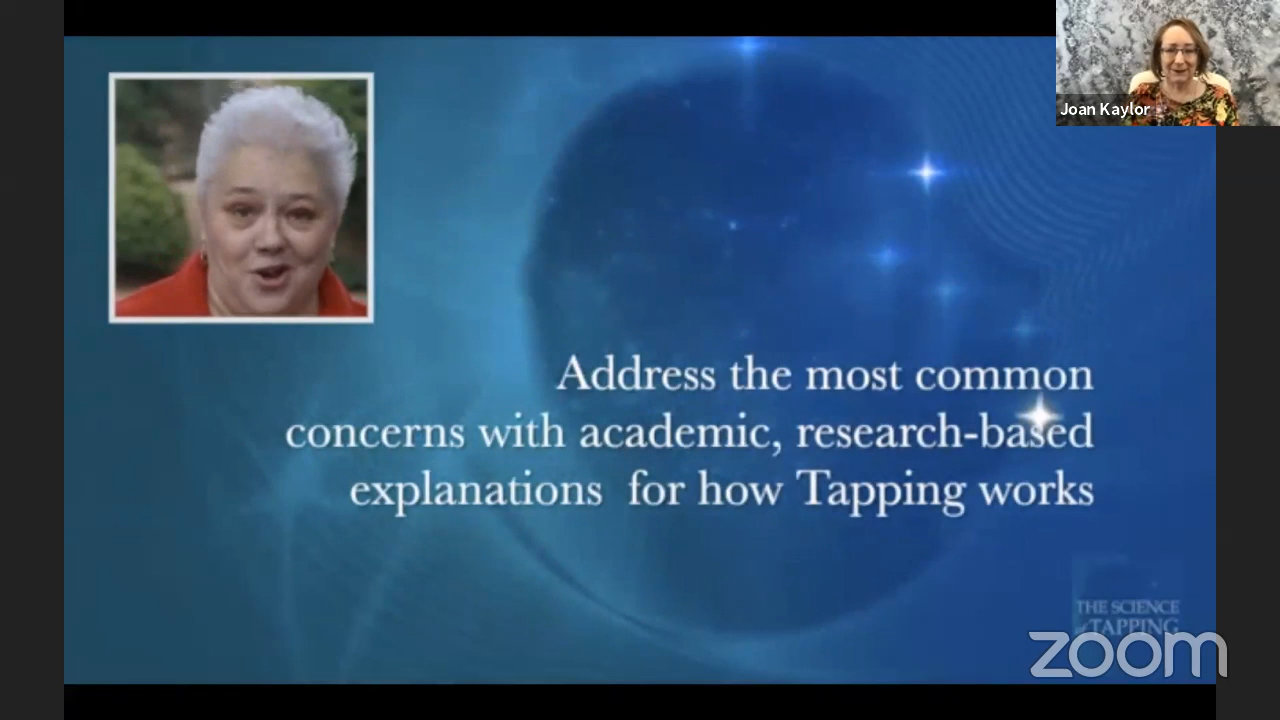 Joan Kaylor
Address the most common
concerns with academic, research-based
explanations for how Tapping works
THE SCIENCE
of TAPPING
zoom